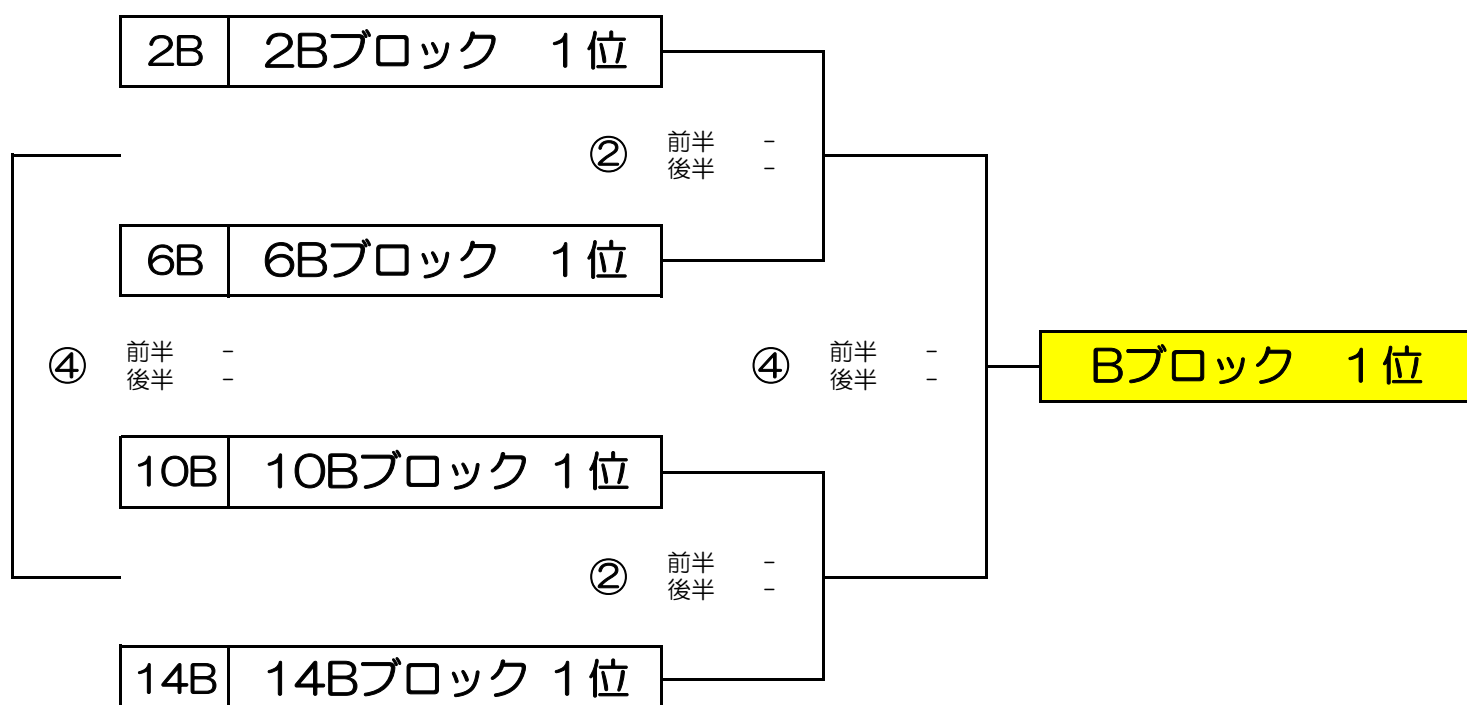 2B 2Bブロック　１位
② 前半 -
後半 -
6B 6Bブロック　１位
④ 前半 -
後半 -
④ 前半 -
後半 -
Bブロック　１位
10B 10Bブロック １位
② 前半 -
後半 -
14B 14Bブロック １位